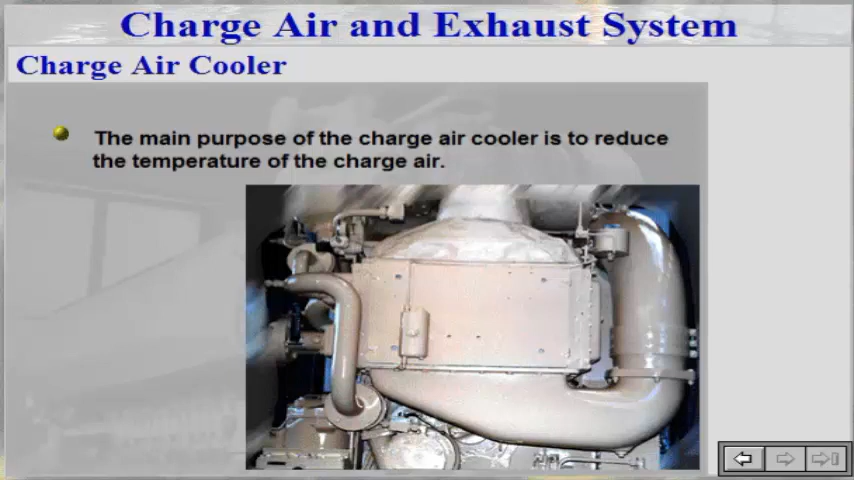 Charge Air and Exhaust System
Charge Air Cooler
The main purpose of the charge air cooler is to reduce
the temperature of the charge air.